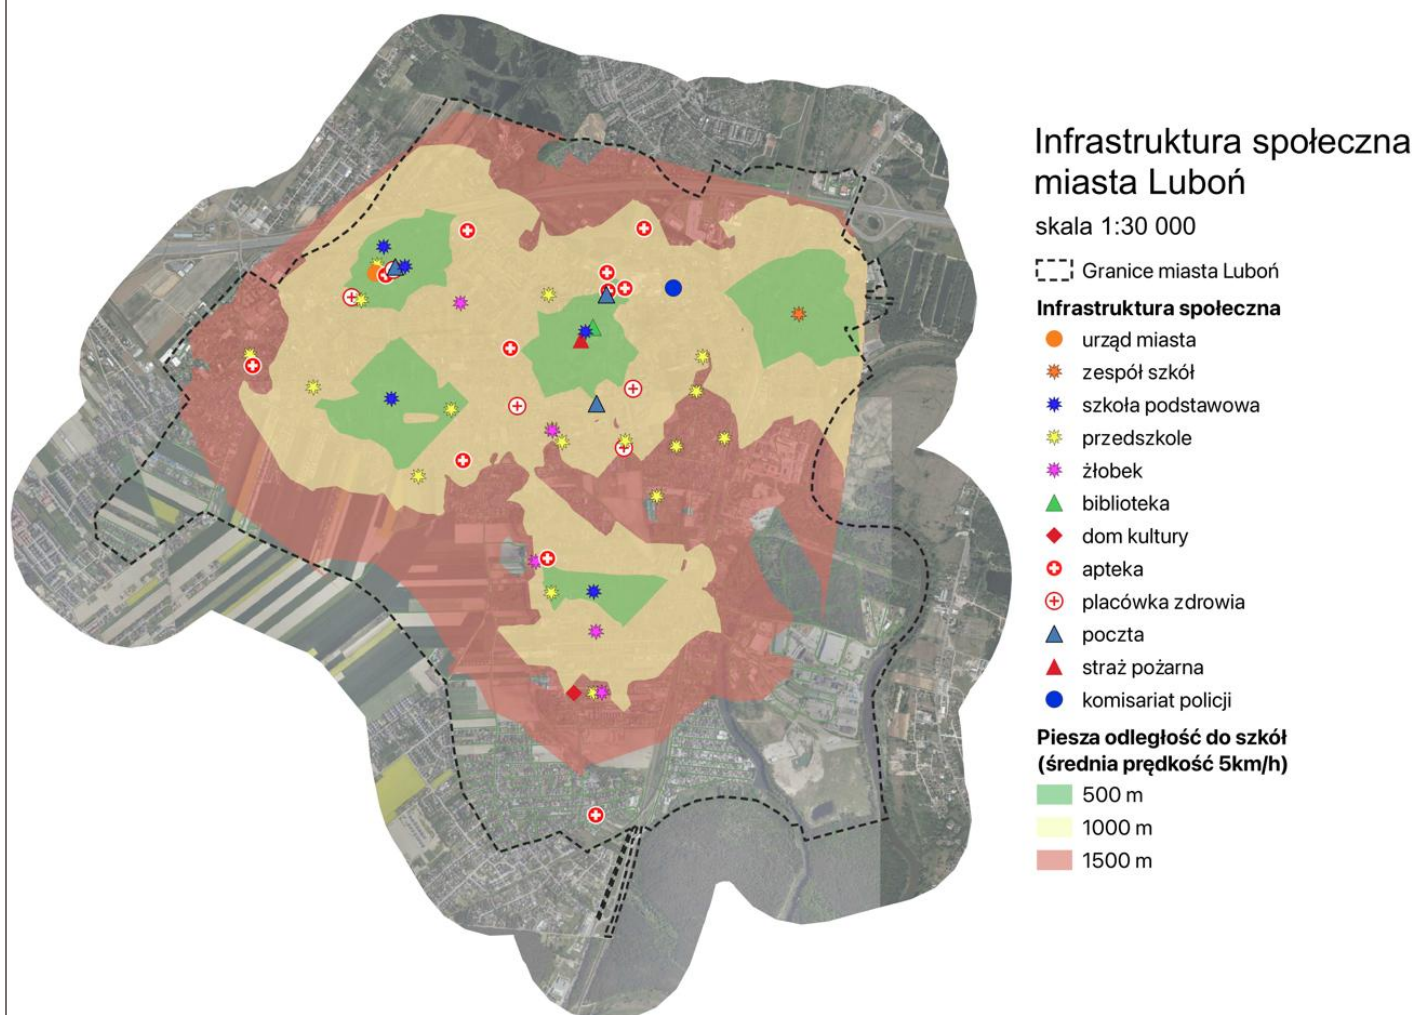 Infrastruktura społeczna
miasta Luboń
skala 1:30 000
Granice miasta Luboń
Infrastruktura społeczna
urząd miasta
zespół szkół
szkoła podstawowa
przedszkole
żłobek
biblioteka
dom kultury
apteka
placówka zdrowia
poczta
straż pożarna
komisariat policji
Piesza odległość do szkół
(średnia prędkość 5km/h)
500 m
1000 m
1500 m